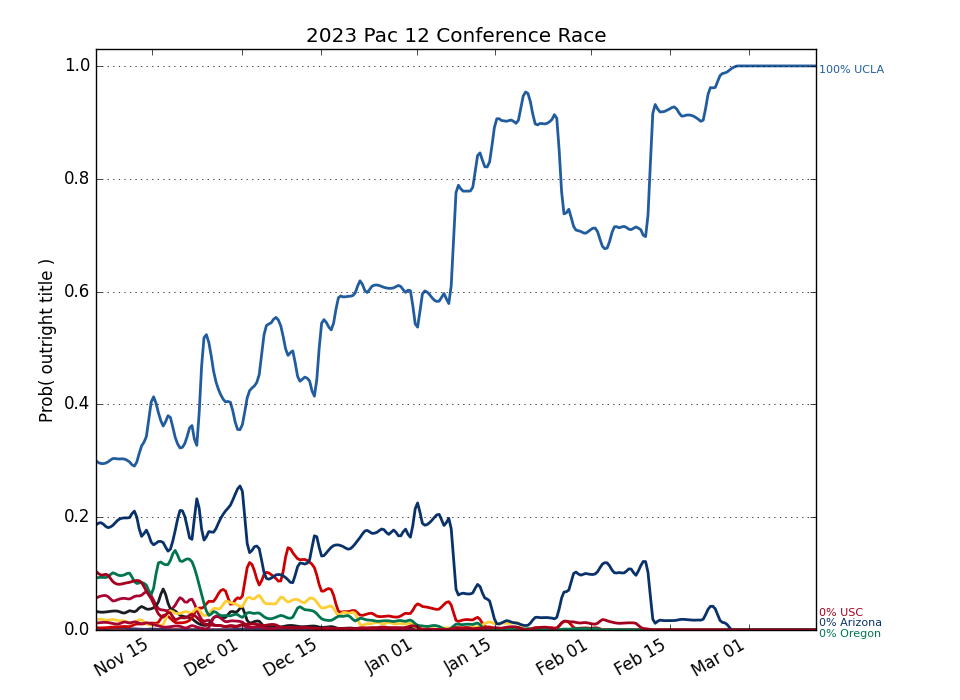 2023 Pac 12 Conference Race
Prob( outright title )
1.0
0.8
0.6
0.4
0.2
0.0
Nov 15
Dec 01
Dec 15
Jan 01
Jan 15
Feb 01
Feb 15
Mar 01
100% UCLA
0% USC
0% Arizona
0% Oregon